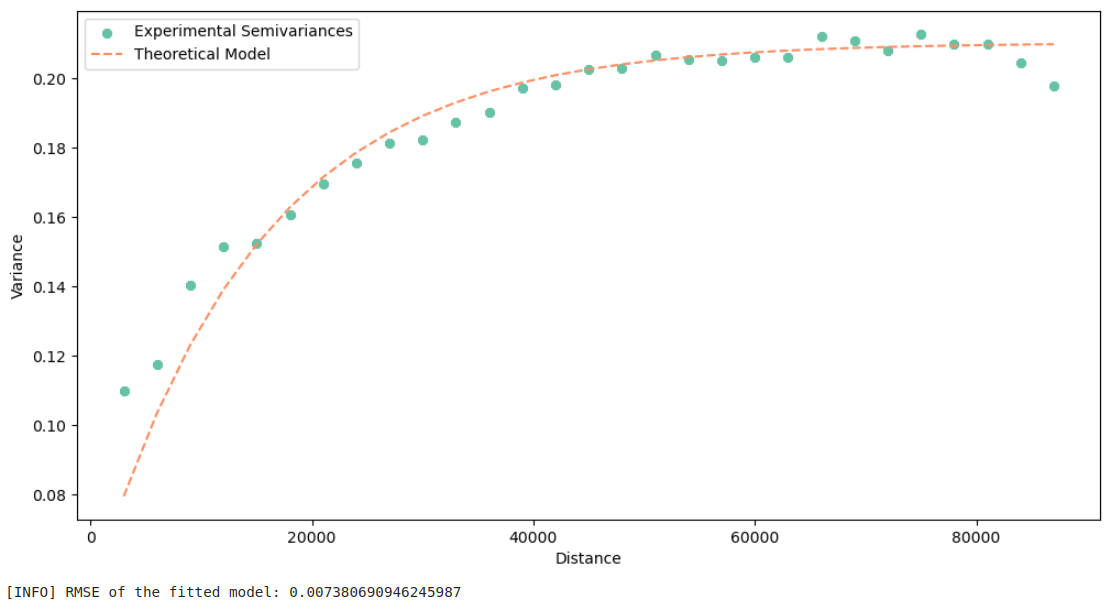 Experimental Semivariances
Theoretical Model
0.20
0.18
0.16
0.14
0.12
0.10
0.08
Variance
0
20000
40000
60000
80000
Distance
[INFO] RMSE of the fitted model: 0.007380690946245987